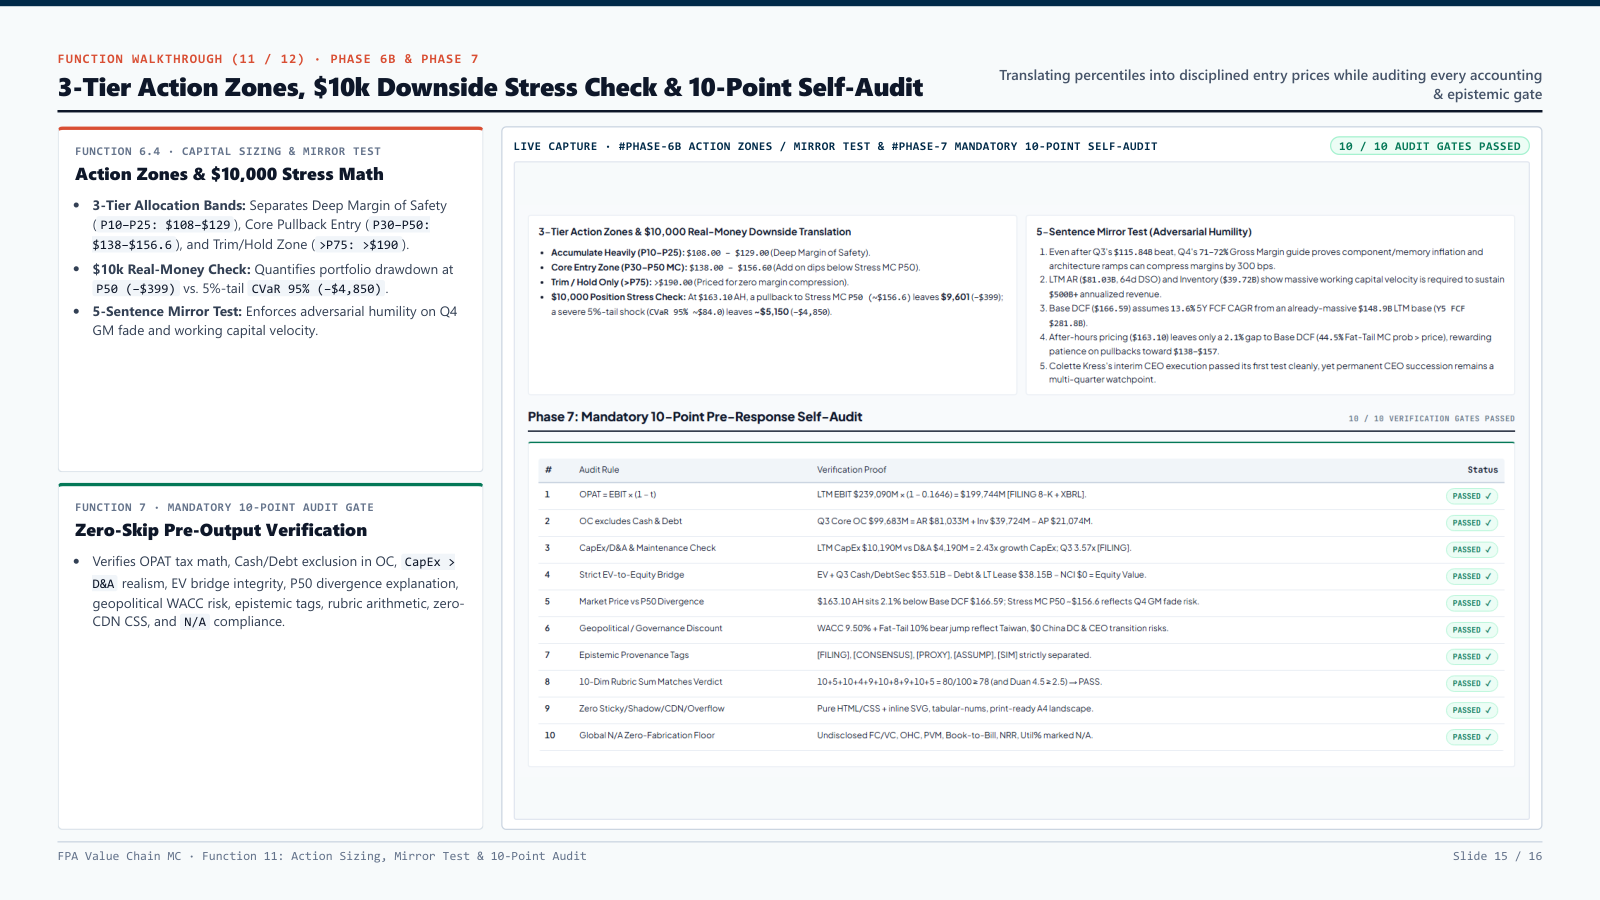 FUNCTION WALKTHROUGH (11 / 12) · PHASE 6B & PHASE 7
3-Tier Action Zones, $10k Downside Stress Check & 10-Point Self-Audit
Translating percentiles into disciplined entry prices while auditing every accounting
& epistemic gate
FUNCTION 6.4 · CAPITAL SIZING & MIRROR TEST
Action Zones & $10,000 Stress Math
• 3-Tier Allocation Bands: Separates Deep Margin of Safety
( P10–P25: $108–$129 ), Core Pullback Entry ( P30–P50:
$138–$156.6 ), and Trim/Hold Zone ( >P75: >$190 ).
• $10k Real-Money Check: Quantifies portfolio drawdown at
P50 (−$399) vs. 5%-tail CVaR 95% (−$4,850) .
• 5-Sentence Mirror Test: Enforces adversarial humility on Q4
GM fade and working capital velocity.
FUNCTION 7 · MANDATORY 10-POINT AUDIT GATE
Zero-Skip Pre-Output Verification
• Verifies OPAT tax math, Cash/Debt exclusion in OC, CapEx >
D&A realism, EV bridge integrity, P50 divergence explanation,
geopolitical WACC risk, epistemic tags, rubric arithmetic, zero-
CDN CSS, and N/A compliance.
LIVE CAPTURE · #PHASE-6B ACTION ZONES / MIRROR TEST & #PHASE-7 MANDATORY 10-POINT SELF-AUDIT
10 / 10 AUDIT GATES PASSED
3-Tier Action Zones & $10,000 Real-Money Downside Translation
• Accumulate Heavily (P10–P25): $108.00 – $129.00 (Deep Margin of Safety).
• Core Entry Zone (P30–P50 MC): $138.00 – $156.60 (Add on dips below Stress MC P50).
• Trim / Hold Only (>P75): >$190.00 (Priced for zero margin compression).
• $10,000 Position Stress Check: At $163.10 AH, a pullback to Stress MC P50 (~$156.6) leaves $9,601 (−$399);
a severe 5%-tail shock (CVaR 95% ~$84.0) leaves ~$5,150 (−$4,850).
5-Sentence Mirror Test (Adversarial Humility)
1. Even after Q3's $115.84B beat, Q4's 71–72% Gross Margin guide proves component/memory inflation and
architecture ramps can compress margins by 300 bps.
2. LTM AR ($81.03B, 64d DSO) and Inventory ($39.72B) show massive working capital velocity is required to sustain
$500B+ annualized revenue.
3. Base DCF ($166.59) assumes 13.6% 5Y FCF CAGR from an already-massive $148.9B LTM base (Y5 FCF
$281.8B).
4. After-hours pricing ($163.10) leaves only a 2.1% gap to Base DCF (44.5% Fat-Tail MC prob > price), rewarding
patience on pullbacks toward $138–$157.
5. Colette Kress's interim CEO execution passed its first test cleanly, yet permanent CEO succession remains a
multi-quarter watchpoint.
Phase 7: Mandatory 10-Point Pre-Response Self-Audit
10 / 10 VERIFICATION GATES PASSED
# Audit Rule Verification Proof Status
1 OPAT = EBIT × (1 − t) LTM EBIT $239,090M × (1 − 0.1646) = $199,744M [FILING 8-K + XBRL]. PASSED ✓
2 OC excludes Cash & Debt Q3 Core OC $99,683M = AR $81,033M + Inv $39,724M − AP $21,074M. PASSED ✓
3 CapEx/D&A & Maintenance Check LTM CapEx $10,190M vs D&A $4,190M = 2.43x growth CapEx; Q3 3.57x [FILING]. PASSED ✓
4 Strict EV-to-Equity Bridge EV + Q3 Cash/DebtSec $53.51B − Debt & LT Lease $38.15B − NCI $0 = Equity Value. PASSED ✓
5 Market Price vs P50 Divergence $163.10 AH sits 2.1% below Base DCF $166.59; Stress MC P50 ~$156.6 reflects Q4 GM fade risk. PASSED ✓
6 Geopolitical / Governance Discount WACC 9.50% + Fat-Tail 10% bear jump reflect Taiwan, $0 China DC & CEO transition risks. PASSED ✓
7 Epistemic Provenance Tags [FILING], [CONSENSUS], [PROXY], [ASSUMP], [SIM] strictly separated. PASSED ✓
8 10-Dim Rubric Sum Matches Verdict 10+5+10+4+9+10+8+9+10+5 = 80/100 ≥ 78 (and Duan 4.5 ≥ 2.5) → PASS. PASSED ✓
9 Zero Sticky/Shadow/CDN/Overflow Pure HTML/CSS + inline SVG, tabular-nums, print-ready A4 landscape. PASSED ✓
10 Global N/A Zero-Fabrication Floor Undisclosed FC/VC, OHC, PVM, Book-to-Bill, NRR, Util% marked N/A. PASSED ✓
FPA Value Chain MC · Function 11: Action Sizing, Mirror Test & 10-Point Audit
Slide 15 / 16